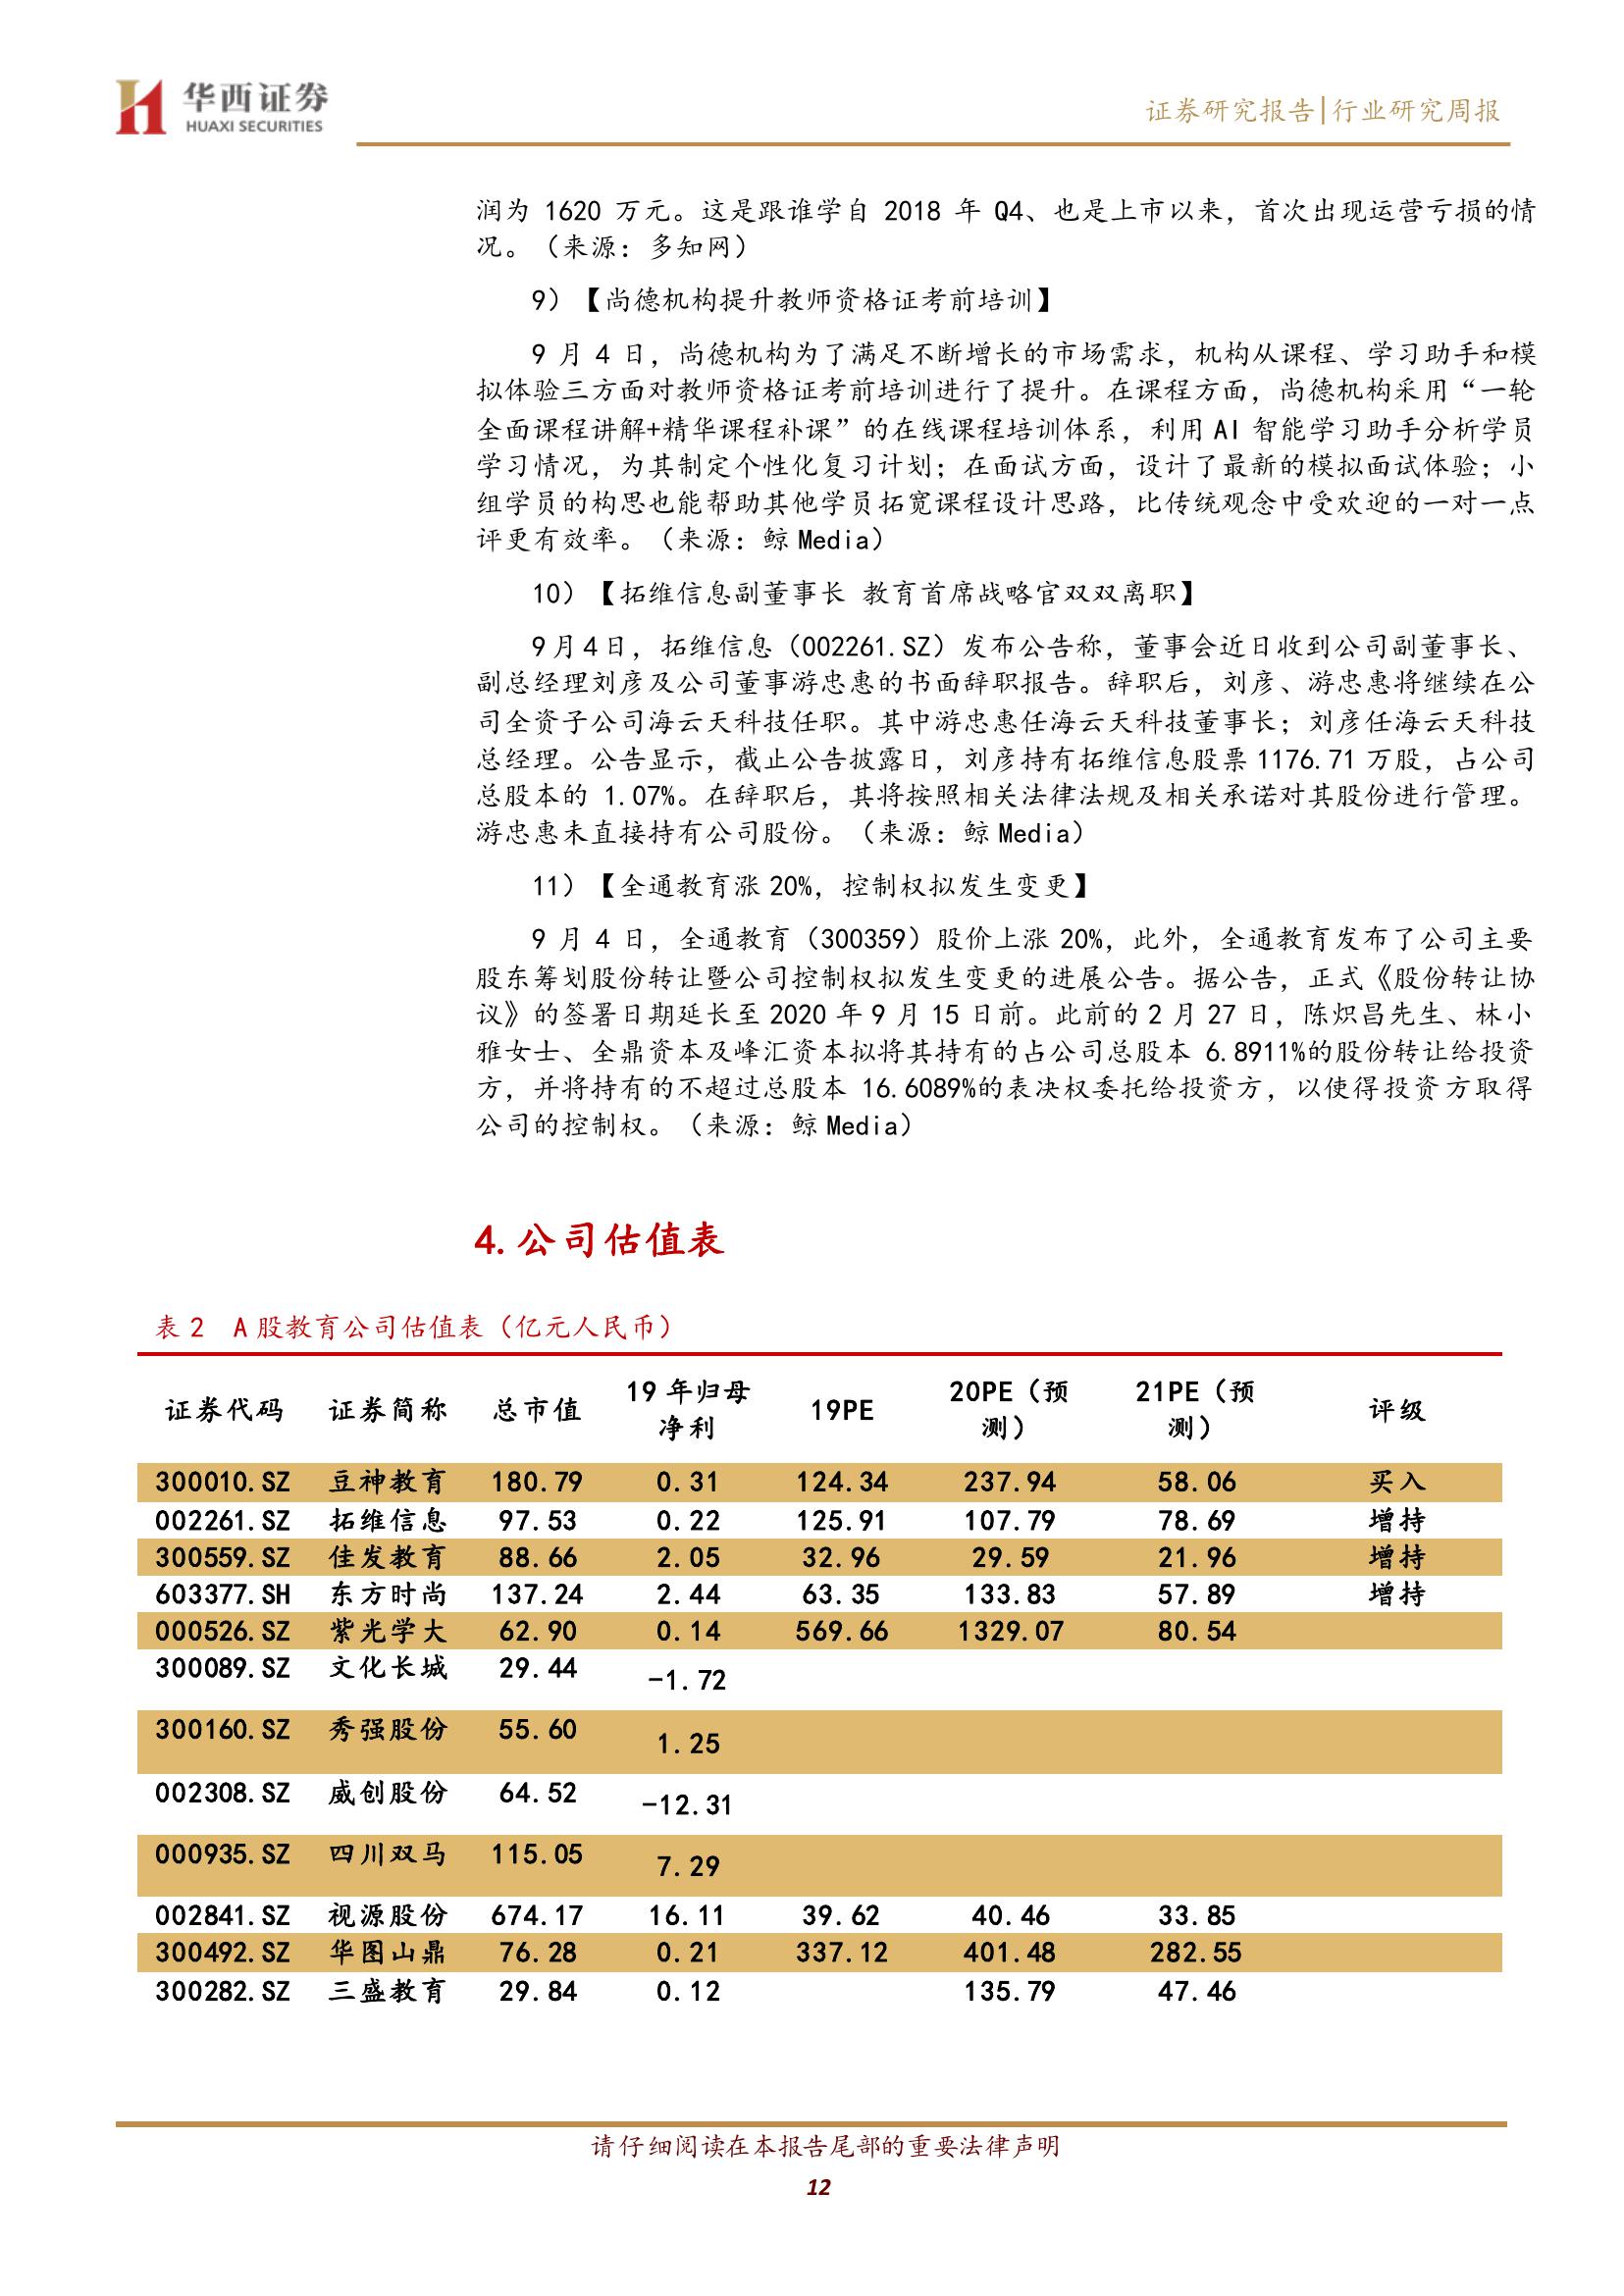 华西证券
HUAXI SECURITIES
证券研究报告|行业研究周报
润为 1620 万元。这是跟谁学自 2018 年 Q4、也是上市以来，首次出现运营亏损的情
况。（来源：多知网）
9）【尚德机构提升教师资格证考前培训】
9 月 4 日，尚德机构为了满足不断增长的市场需求，机构从课程、学习助手和模
拟体验三方面对教师资格证考前培训进行了提升。在课程方面，尚德机构采用“一轮
全面课程讲解+精华课程补课”的在线课程培训体系，利用 AI 智能学习助手分析学员
学习情况，为其制定个性化复习计划；在面试方面，设计了最新的模拟面试体验；小
组学员的构思也能帮助其他学员拓宽课程设计思路，比传统观念中受欢迎的一对一点
评更有效率。（来源：鲸 Media）
10）【拓维信息副董事长 教育首席战略官双双离职】
9 月 4 日，拓维信息（002261.SZ）发布公告称，董事会近日收到公司副董事长、
副总经理刘彦及公司董事游忠惠的书面辞职报告。辞职后，刘彦、游忠惠将继续在公
司全资子公司海云天科技任职。其中游忠惠任海云天科技董事长；刘彦任海云天科技
总经理。公告显示，截止公告披露日，刘彦持有拓维信息股票 1176.71 万股，占公司
总股本的 1.07%。在辞职后，其将按照相关法律法规及相关承诺对其股份进行管理。
游忠惠未直接持有公司股份。（来源：鲸 Media）
11）【全通教育涨 20%，控制权拟发生变更】
9 月 4 日，全通教育（300359）股价上涨 20%，此外，全通教育发布了公司主要
股东筹划股份转让暨公司控制权拟发生变更的进展公告。据公告，正式《股份转让协
议》的签署日期延长至 2020 年 9 月 15 日前。此前的 2 月 27 日，陈炽昌先生、林小
雅女士、全鼎资本及峰汇资本拟将其持有的占公司总股本 6.8911%的股份转让给投资
方，并将持有的不超过总股本 16.6089%的表决权委托给投资方，以使得投资方取得
公司的控制权。（来源：鲸 Media）
4.公司估值表
表 2 A 股教育公司估值表（亿元人民币）
证券代码 证券简称 总市值 19 年归母净利 19PE 20PE（预测） 21PE（预测） 评级
300010.SZ 豆神教育 180.79 0.31 124.34 237.94 58.06 买入
002261.SZ 拓维信息 97.53 0.22 125.91 107.79 78.69 增持
300559.SZ 佳发教育 88.66 2.05 32.96 29.59 21.96 增持
603377.SH 东方时尚 137.24 2.44 63.35 133.83 57.89 增持
000526.SZ 紫光学大 62.90 0.14 569.66 1329.07 80.54
300089.SZ 文化长城 29.44 -1.72
300160.SZ 秀强股份 55.60 1.25
002308.SZ 威创股份 64.52 -12.31
000935.SZ 四川双马 115.05 7.29
002841.SZ 视源股份 674.17 16.11 39.62 40.46 33.85
300492.SZ 华图山鼎 76.28 0.21 337.12 401.48 282.55
300282.SZ 三盛教育 29.84 0.12 135.79 47.46
请仔细阅读在本报告尾部的重要法律声明
12